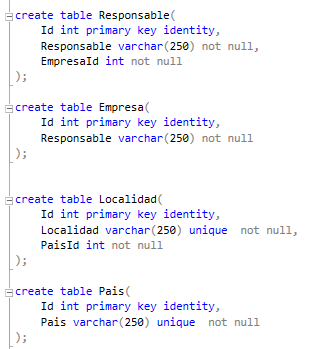 create table Responsable(
Id int primary key identity,
Responsable varchar(250) not null,
EmpresaId int not null
);
create table Empresa(
Id int primary key identity,
Responsable varchar(250) not null
);
create table Localidad(
Id int primary key identity,
Localidad varchar(250) unique  not null,
PaisId int not null
);
create table Pais(
Id int primary key identity,
Pais varchar(250) unique  not null
);